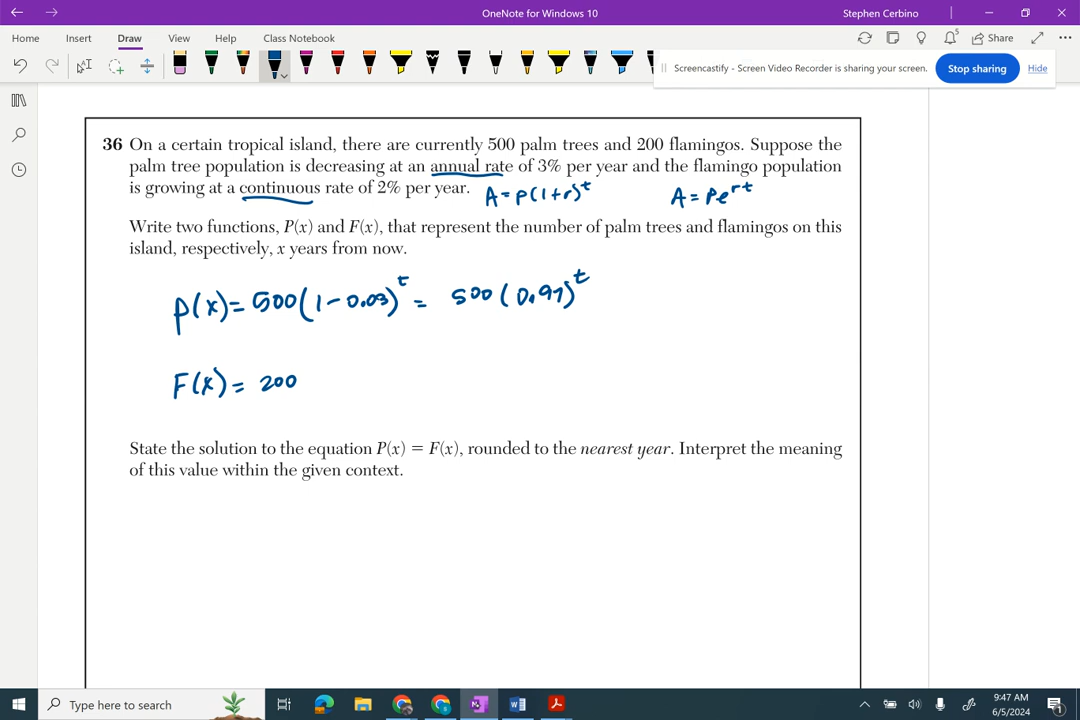 OneNote for Windows 10
Stephen Cerbino
Home Insert Draw View Help Class Notebook
Share
Screencastify - Screen Video Recorder is sharing your screen. Stop sharing Hide
36 On a certain tropical island, there are currently 500 palm trees and 200 flamingos. Suppose the
palm tree population is decreasing at an annual rate of 3% per year and the flamingo population
is growing at a continuous rate of 2% per year. A = P(1+r)^t A = Pe^rt
Write two functions, P(x) and F(x), that represent the number of palm trees and flamingos on this
island, respectively, x years from now.
P(x) = 500(1-0.03)^t = 500(0.97)^t
F(x) = 200
State the solution to the equation P(x) = F(x), rounded to the nearest year. Interpret the meaning
of this value within the given context.
Type here to search
9:47 AM
6/5/2024